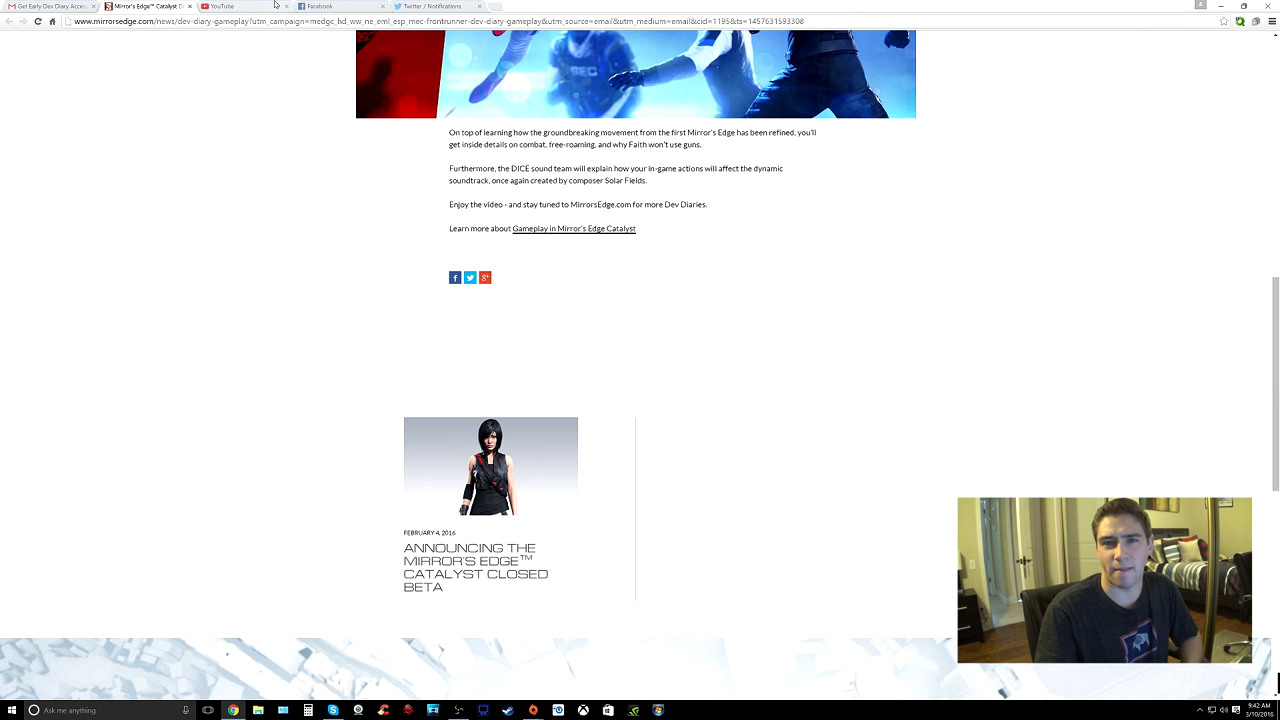 Get Early Dev Diary Access
Mirror's Edge™ Catalyst D
YouTube
Facebook
Twitter / Notifications
www.mirrorsedge.com/news/dev-diary-gameplay?utm_campaign=medgc_hd_ww_ne_eml_esp_mec-frontrunner-dev-diary-gameplay&utm_source=email&utm_medium=email&cid=1195&ts=1457631593308
On top of learning how the groundbreaking movement from the first Mirror's Edge has been refined, you'll
get inside details on combat, free-roaming, and why Faith won't use guns.
Furthermore, the DICE sound team will explain how your in-game actions will affect the dynamic
soundtrack, once again created by composer Solar Fields.
Enjoy the video - and stay tuned to MirrorsEdge.com for more Dev Diaries.
Learn more about Gameplay in Mirror's Edge Catalyst
FEBRUARY 4, 2016
ANNOUNCING THE
MIRROR'S EDGE™
CATALYST CLOSED
BETA
Ask me anything
9:42 AM
3/10/2016